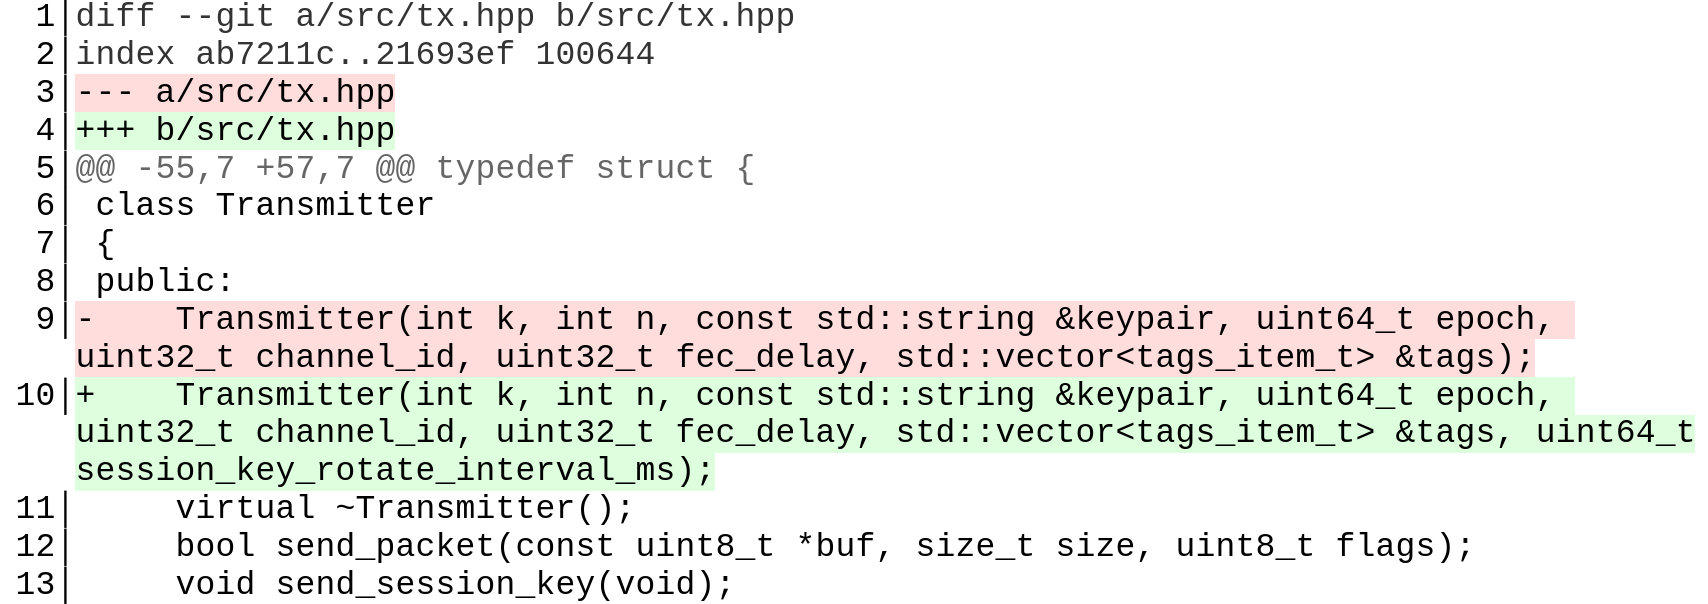 1|diff --git a/src/tx.hpp b/src/tx.hpp
2|index ab7211c..21693ef 100644
3|--- a/src/tx.hpp
4|+++ b/src/tx.hpp
5|@@ -55,7 +57,7 @@ typedef struct {
6| class Transmitter
7| {
8| public:
9|-    Transmitter(int k, int n, const std::string &keypair, uint64_t epoch,
uint32_t channel_id, uint32_t fec_delay, std::vector<tags_item_t> &tags);
10|+    Transmitter(int k, int n, const std::string &keypair, uint64_t epoch,
uint32_t channel_id, uint32_t fec_delay, std::vector<tags_item_t> &tags, uint64_t
session_key_rotate_interval_ms);
11|     virtual ~Transmitter();
12|     bool send_packet(const uint8_t *buf, size_t size, uint8_t flags);
13|     void send_session_key(void);